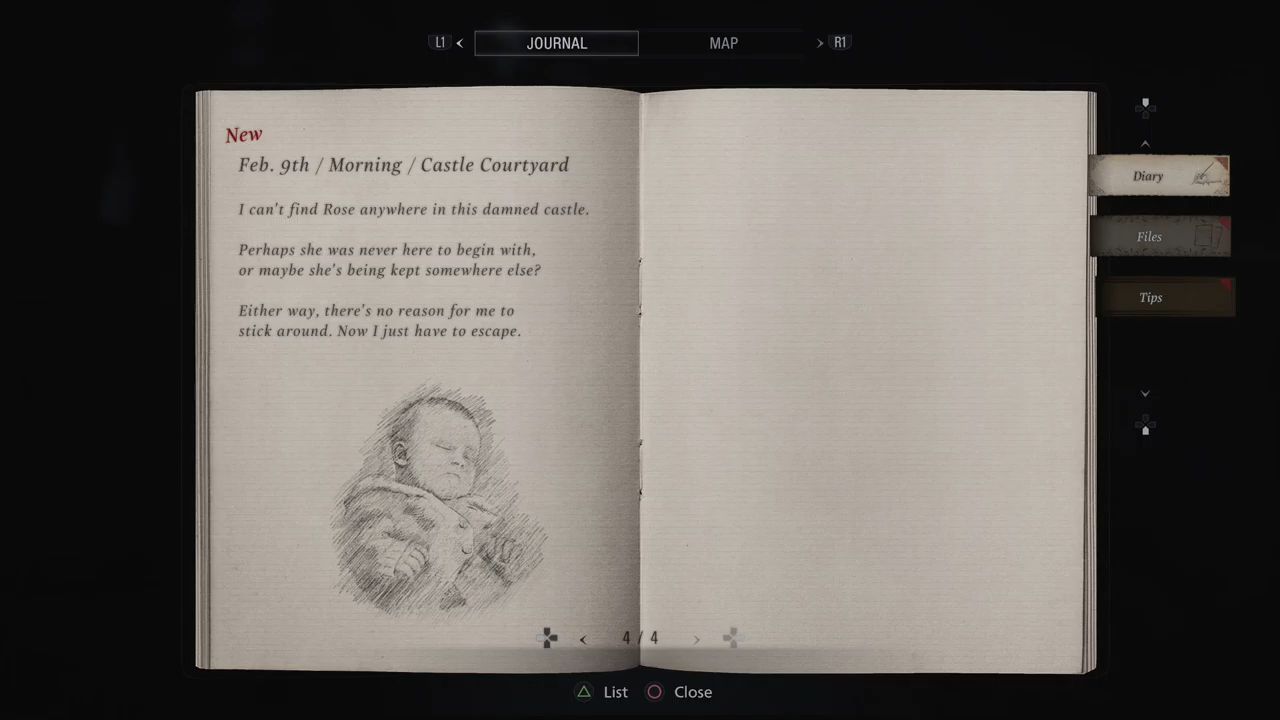 L1 JOURNAL MAP R1
New
Feb. 9th / Morning / Castle Courtyard
I can't find Rose anywhere in this damned castle.
Perhaps she was never here to begin with,
or maybe she's being kept somewhere else?
Either way, there's no reason for me to
stick around. Now I just have to escape.
Diary
Files
Tips
4 / 4
List Close